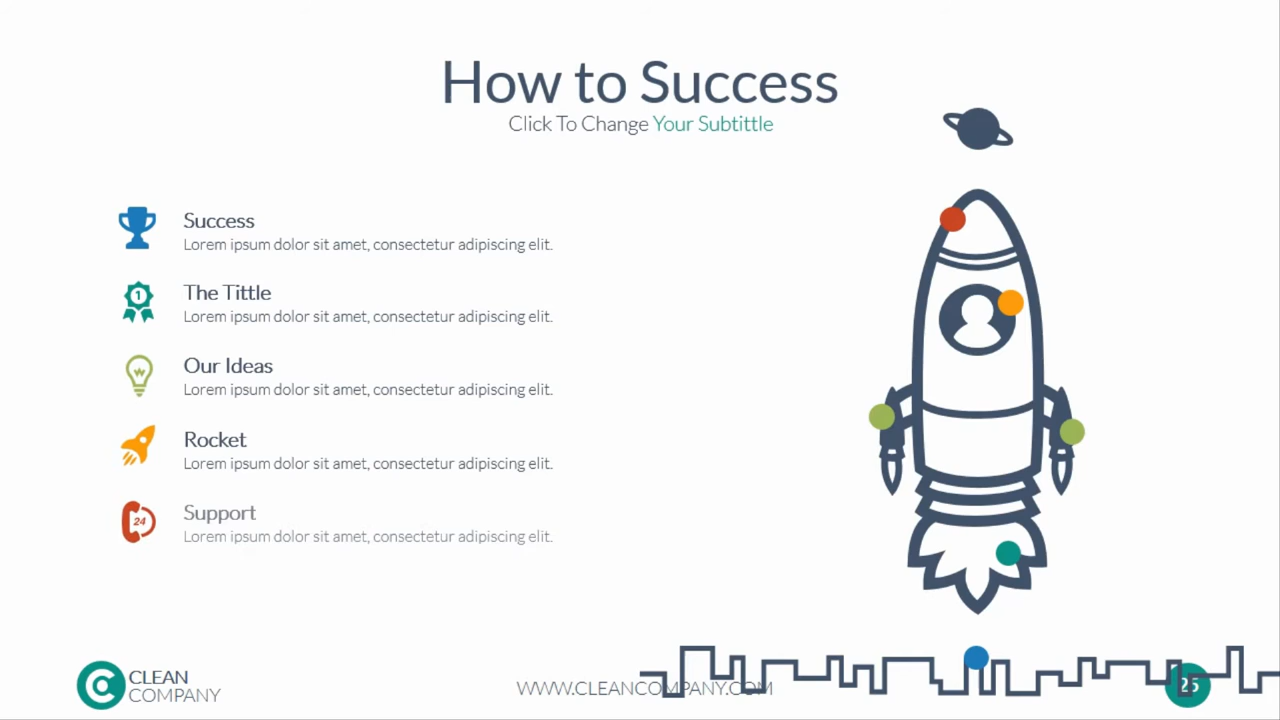 How to Success
Click To Change Your Subtittle
Success
Lorem ipsum dolor sit amet, consectetur adipiscing elit.
1
The Tittle
Lorem ipsum dolor sit amet, consectetur adipiscing elit.
Our Ideas
Lorem ipsum dolor sit amet, consectetur adipiscing elit.
Rocket
Lorem ipsum dolor sit amet, consectetur adipiscing elit.
24
Support
Lorem ipsum dolor sit amet, consectetur adipiscing elit.
CLEAN
COMPANY
WWW.CLEANCOMPANY.COM
25